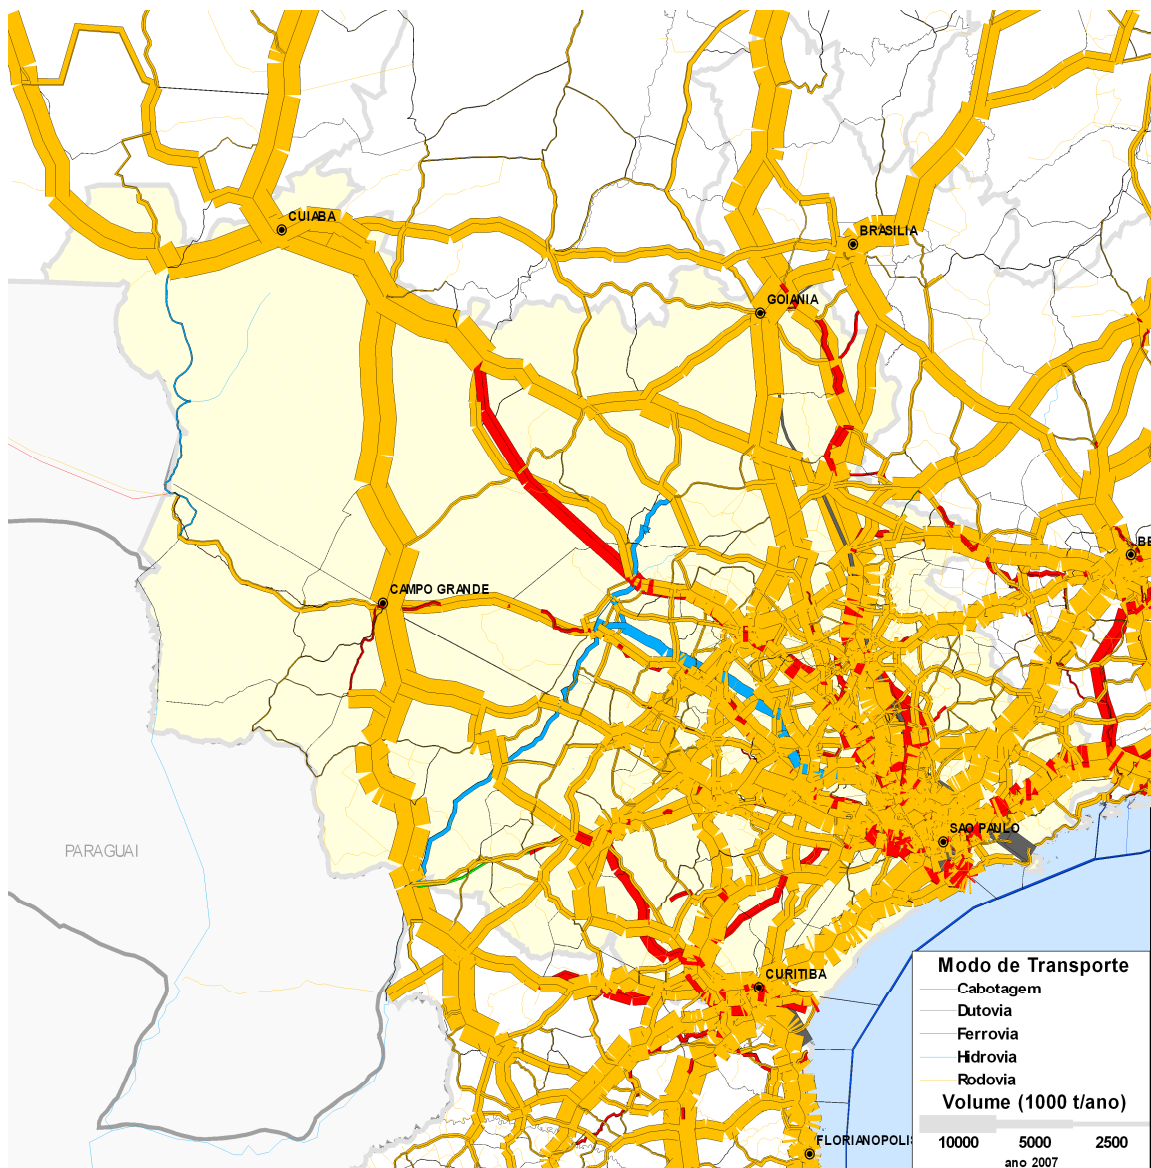 CUIABA
BRASILIA
GOIANIA
BE
CAMPO GRANDE
SAO PAULO
PARAGUAI
CURITIBA
Modo de Transporte
Cabotagem
Dutovia
Ferrovia
Hidrovia
Rodovia
Volume (1000 t/ano)
10000 5000 2500
FLORIANOPOLIS
ano 2007